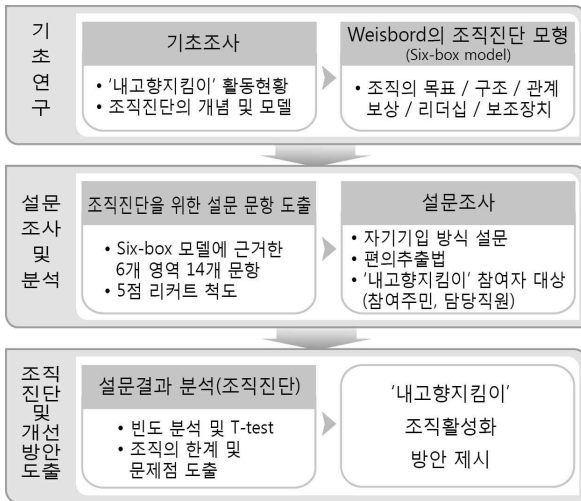 기
초
연
구
기초조사
• '내고향지킴이' 활동현황
• 조직진단의 개념 및 모델
Weisbord의 조직진단 모형
(Six-box model)
• 조직의 목표 / 구조 / 관계
보상 / 리더십 / 보조장치
설문
조사
및
분석
조직진단을 위한 설문 문항 도출
• Six-box 모델에 근거한
6개 영역 14개 문항
• 5점 리커트 척도
설문조사
• 자기기입 방식 설문
• 편의추출법
• '내고향지킴이' 참여자 대상
(참여주민, 담당직원)
조직
진단
및
개선
방안
도출
설문결과 분석(조직진단)
• 빈도 분석 및 T-test
• 조직의 한계 및
문제점 도출
'내고향지킴이'
조직활성화
방안 제시